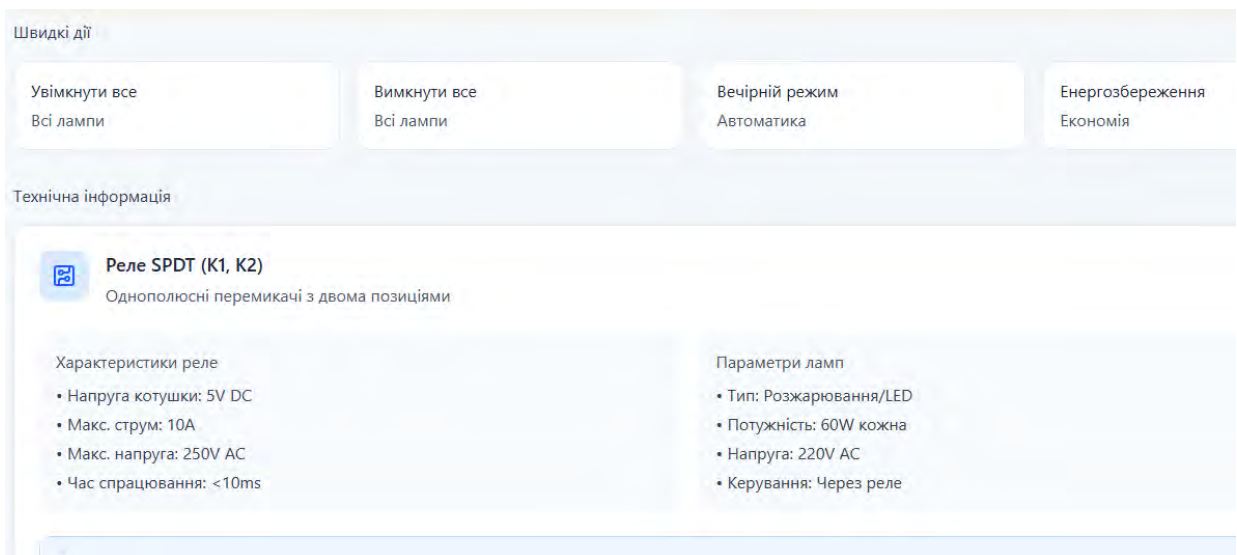 Швидкі дії
Увімкнути все
Всі лампи
Вимкнути все
Всі лампи
Вечірній режим
Автоматика
Енергозбереження
Економія
Технічна інформація
Реле SPDT (K1, K2)
Однополюсні перемикачі з двома позиціями
Характеристики реле
• Напруга котушки: 5V DC
• Макс. струм: 10A
• Макс. напруга: 250V AC
• Час спрацювання: <10ms
Параметри ламп
• Тип: Розжарювання/LED
• Потужність: 60W кожна
• Напруга: 220V AC
• Керування: Через реле